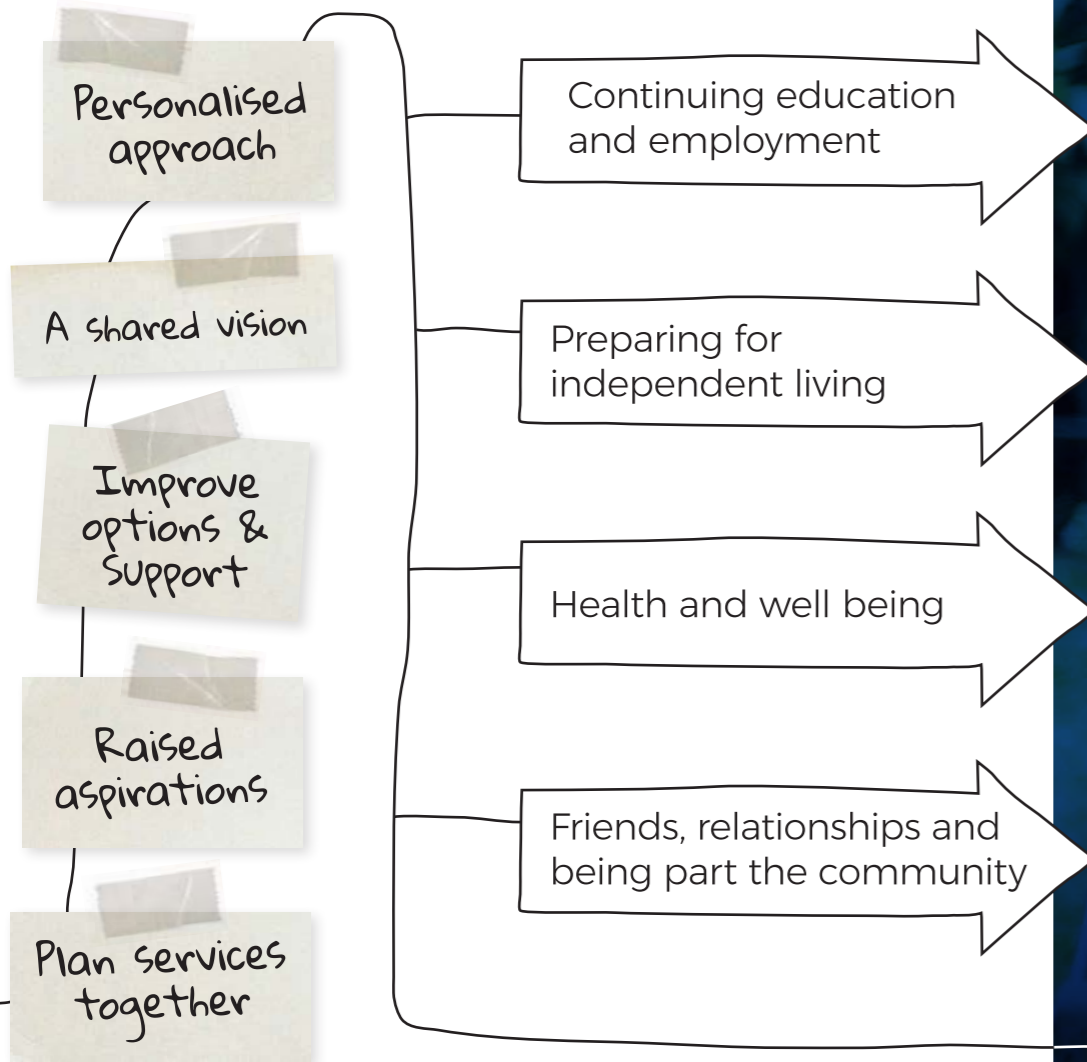 Personalised
approach
A shared vision
Improve
options &
Support
Raised
aspirations
Plan services
together
Continuing education
and employment
Preparing for
independent living
Health and well being
Friends, relationships and
being part the community